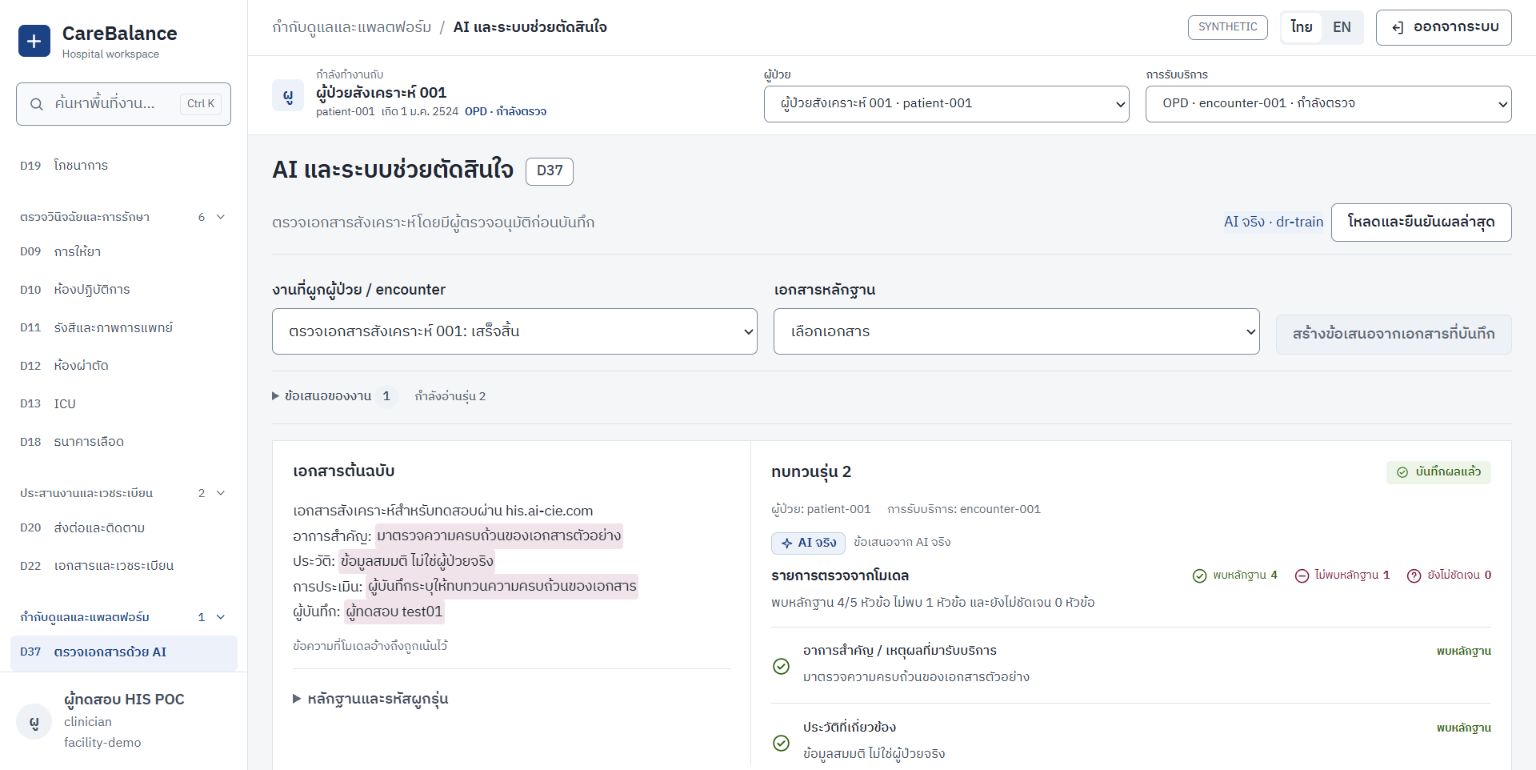 CareBalance
Hospital workspace
ค้นหาพื้นที่งาน... Ctrl K
D19 โภชนาการ
ตรวจวินิจฉัยและการรักษา 6
D09 การให้ยา
D10 ห้องปฏิบัติการ
D11 รังสีและภาพการแพทย์
D12 ห้องผ่าตัด
D13 ICU
D18 ธนาคารเลือด
ประสานงานและเวชระเบียน 2
D20 ส่งต่อและติดตาม
D22 เอกสารและเวชระเบียน
กำกับดูแลและแพลตฟอร์ม 1
D37 ตรวจเอกสารด้วย AI
ผู้ ผู้ทดสอบ HIS POC
clinician
facility-demo
กำกับดูแลและแพลตฟอร์ม / AI และระบบช่วยตัดสินใจ
SYNTHETIC ไทย EN ออกจากระบบ
ผู้ กำลังทำงานกับ
ผู้ป่วยสังเคราะห์ 001
patient-001 เกิด 1 ม.ค. 2524 OPD · กำลังตรวจ
ผู้ป่วย
ผู้ป่วยสังเคราะห์ 001 · patient-001
การรับบริการ
OPD · encounter-001 · กำลังตรวจ
AI และระบบช่วยตัดสินใจ D37
ตรวจเอกสารสังเคราะห์โดยมีผู้ตรวจอนุมัติก่อนบันทึก
AI จริง · dr-train โหลดและยืนยันผลล่าสุด
งานที่ผูกผู้ป่วย / encounter
ตรวจเอกสารสังเคราะห์ 001: เสร็จสิ้น
เอกสารหลักฐาน
เลือกเอกสาร
สร้างข้อเสนอจากเอกสารที่บันทึก
ข้อเสนอของงาน 1 กำลังอ่านรุ่น 2
เอกสารต้นฉบับ
เอกสารสังเคราะห์สำหรับทดสอบผ่าน his.ai-cie.com
อาการสำคัญ: มาตรวจความครบถ้วนของเอกสารตัวอย่าง
ประวัติ: ข้อมูลสมมติ ไม่ใช่ผู้ป่วยจริง
การประเมิน: ผู้บันทึกระบุให้ทบทวนความครบถ้วนของเอกสาร
ผู้บันทึก: ผู้ทดสอบ test01
ข้อความที่โมเดลอ้างถึงถูกเน้นไว้
หลักฐานและรหัสผูกรุ่น
ทบทวนรุ่น 2 บันทึกผลแล้ว
ผู้ป่วย: patient-001 การรับบริการ: encounter-001
AI จริง ข้อเสนอจาก AI จริง
รายการตรวจจากโมเดล พบหลักฐาน 4 ไม่พบหลักฐาน 1 ยังไม่ชัดเจน 0
พบหลักฐาน 4/5 หัวข้อ ไม่พบ 1 หัวข้อ และยังไม่ชัดเจน 0 หัวข้อ
อาการสำคัญ / เหตุผลที่มารับบริการ พบหลักฐาน
มาตรวจความครบถ้วนของเอกสารตัวอย่าง
ประวัติที่เกี่ยวข้อง พบหลักฐาน
ข้อมูลสมมติ ไม่ใช่ผู้ป่วยจริง